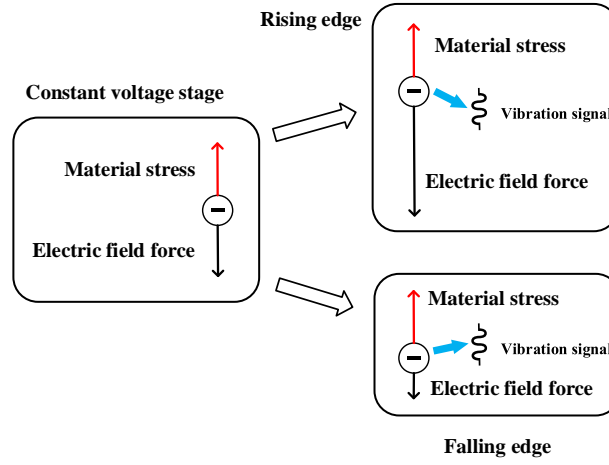 Rising edge
Material stress
Vibration signal
Electric field force
Constant voltage stage
Material stress
Electric field force
Material stress
Vibration signal
Electric field force
Falling edge